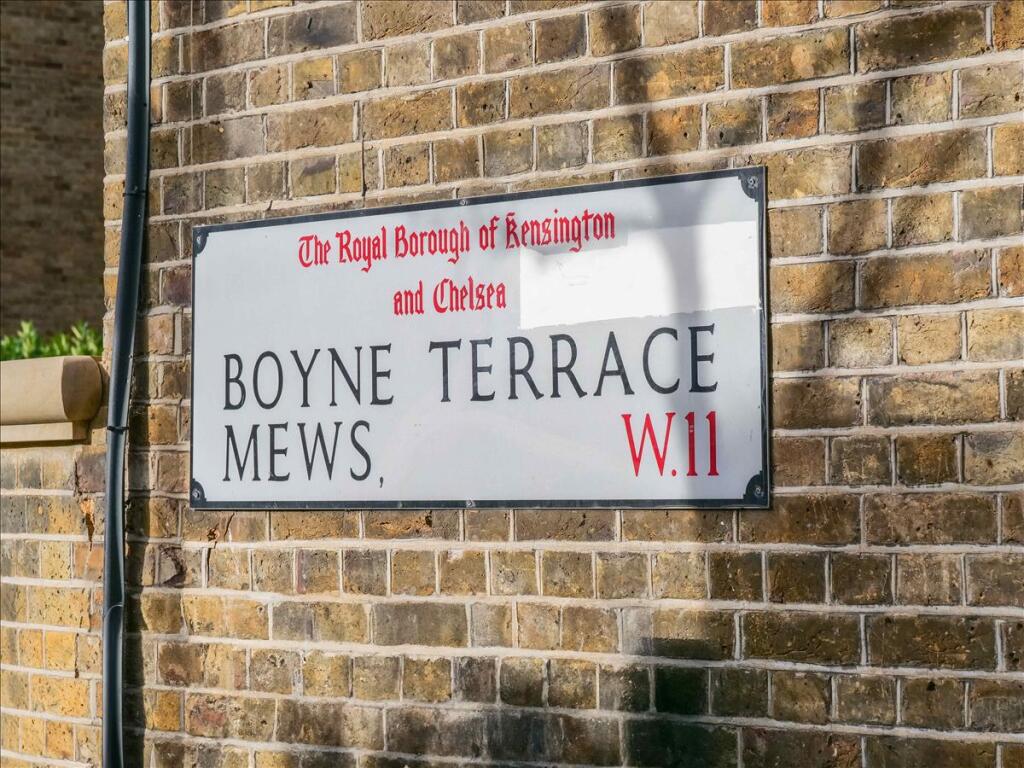 The Royal Borough of Kensington
and Chelsea
BOYNE TERRACE
MEWS, W.11